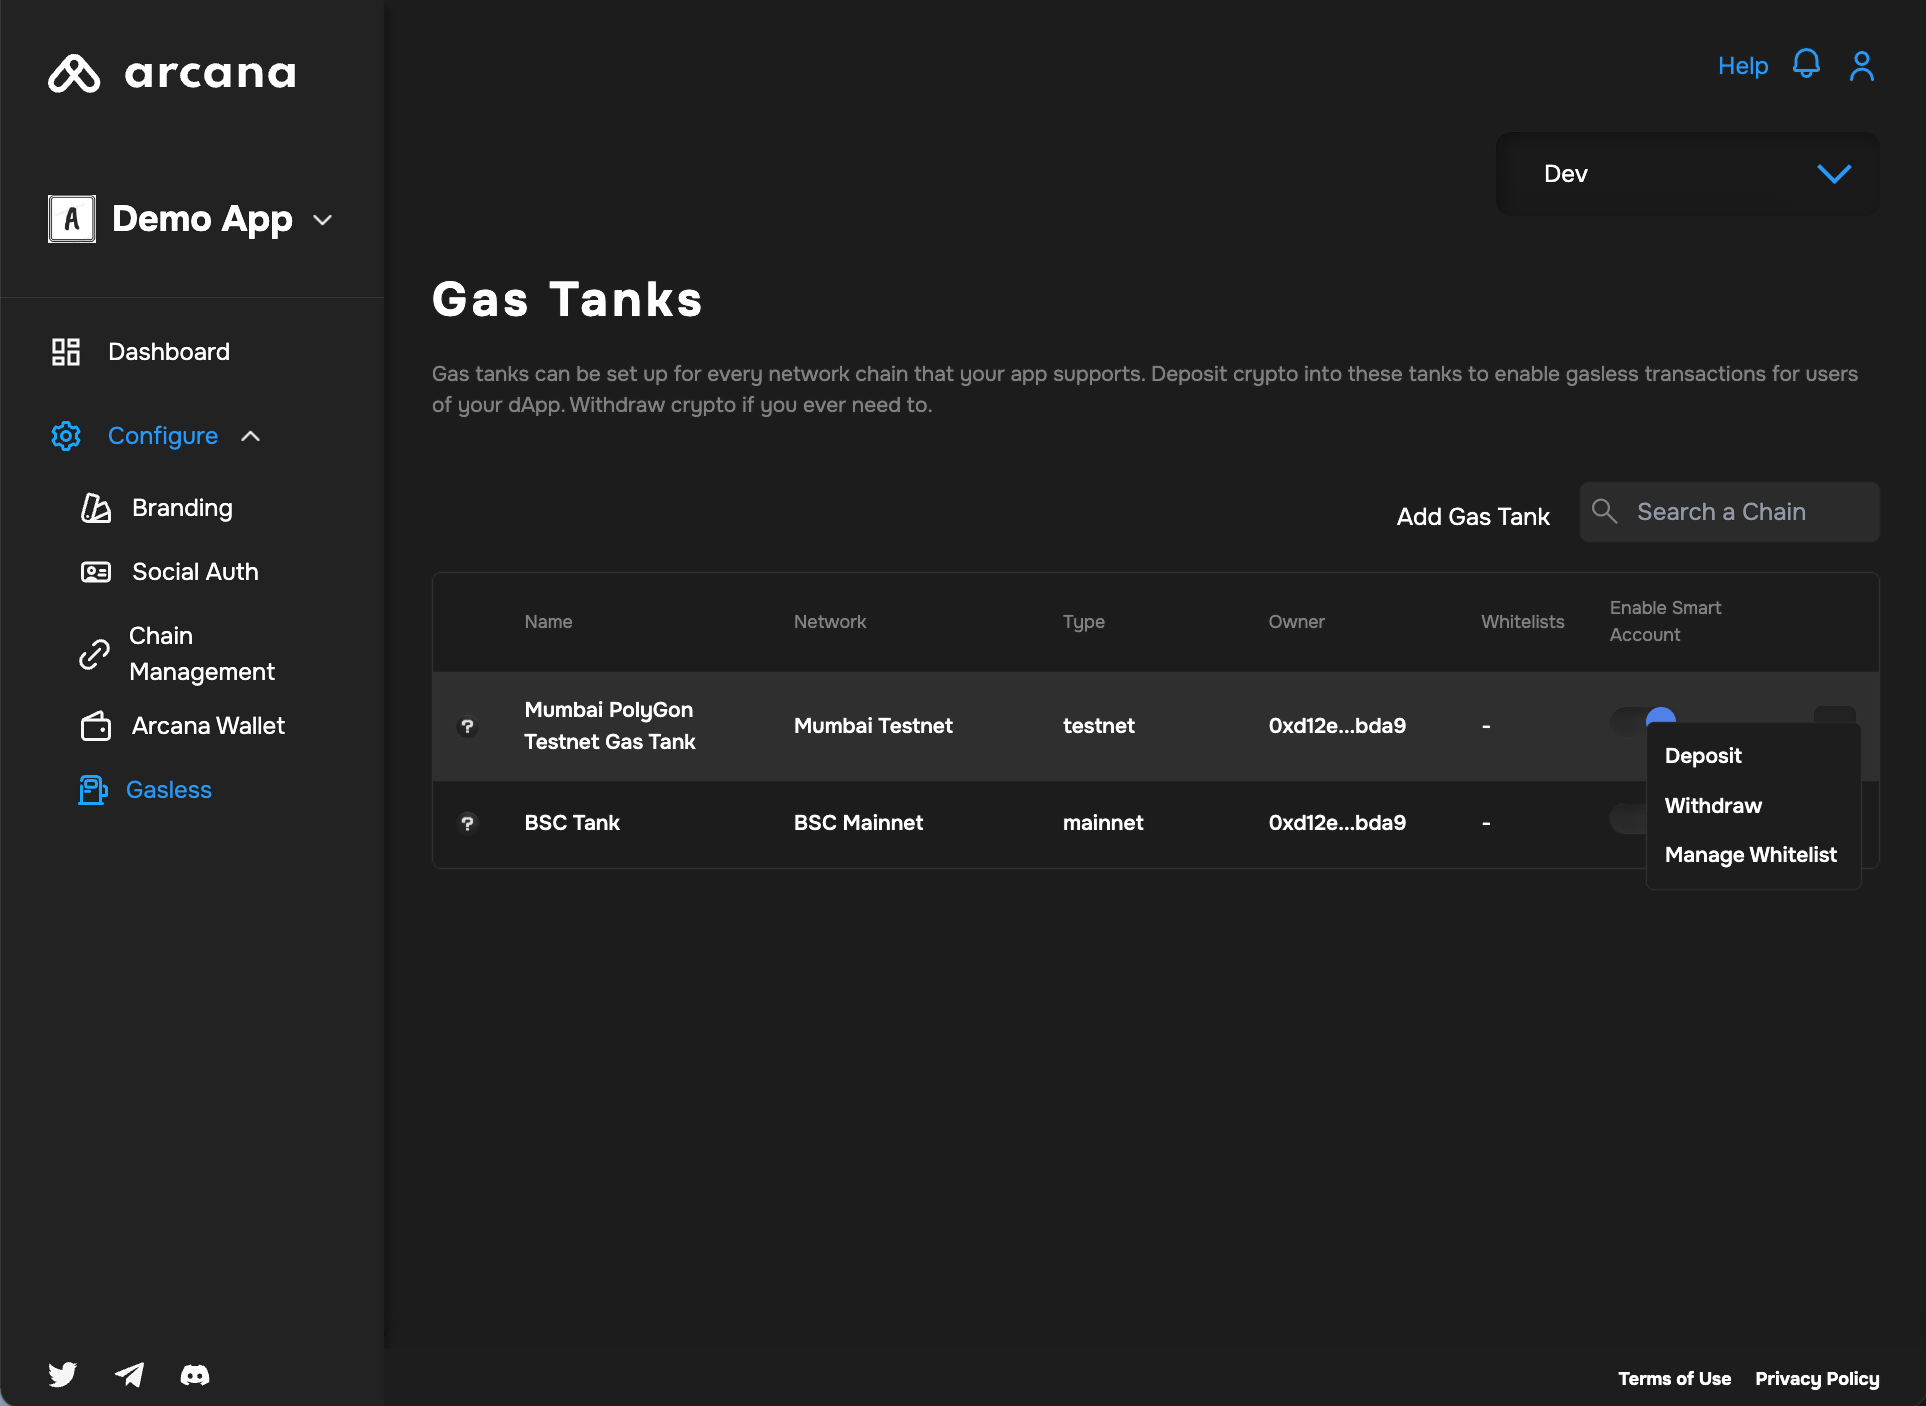 arcana
Help
Dev
A
Demo App
Gas Tanks
Gas tanks can be set up for every network chain that your app supports. Deposit crypto into these tanks to enable gasless transactions for users
of your dApp. Withdraw crypto if you ever need to.
Dashboard
Configure
Branding
Social Auth
Chain
Management
Arcana Wallet
Gasless
Add Gas Tank
Search a Chain
Name Network Type Owner Whitelists Enable Smart
Account
? Mumbai PolyGon
Testnet Gas Tank Mumbai Testnet testnet 0xd12e...bda9 -
? BSC Tank BSC Mainnet mainnet 0xd12e...bda9 -
Deposit
Withdraw
Manage Whitelist
Terms of Use Privacy Policy